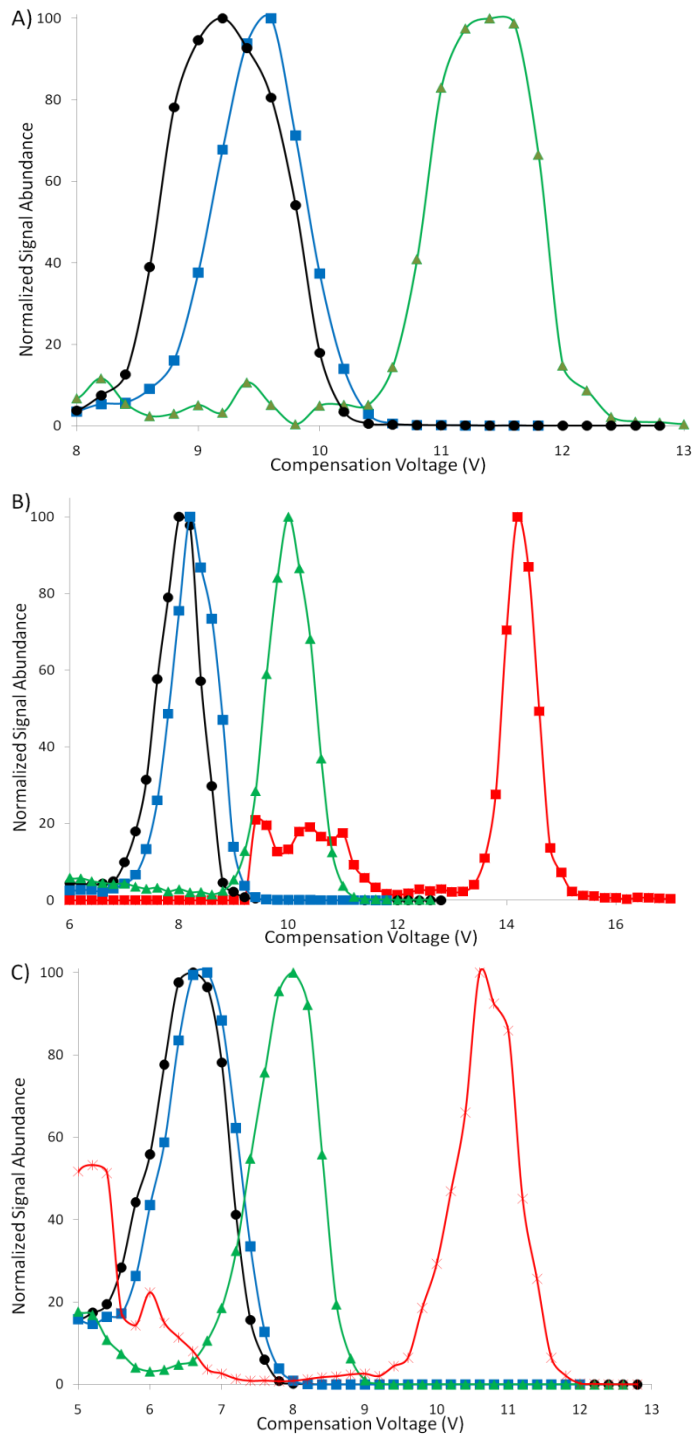 A)
Normalized Signal Abundance
100
80
60
40
20
0
8 9 10 11 12 13
Compensation Voltage (V)
B)
Normalized Signal Abundance
100
80
60
40
20
0
6 8 10 12 14 16
Compensation Voltage (V)
C)
Normalized Signal Abundance
100
80
60
40
20
0
5 6 7 8 9 10 11 12 13
Compensation Voltage (V)